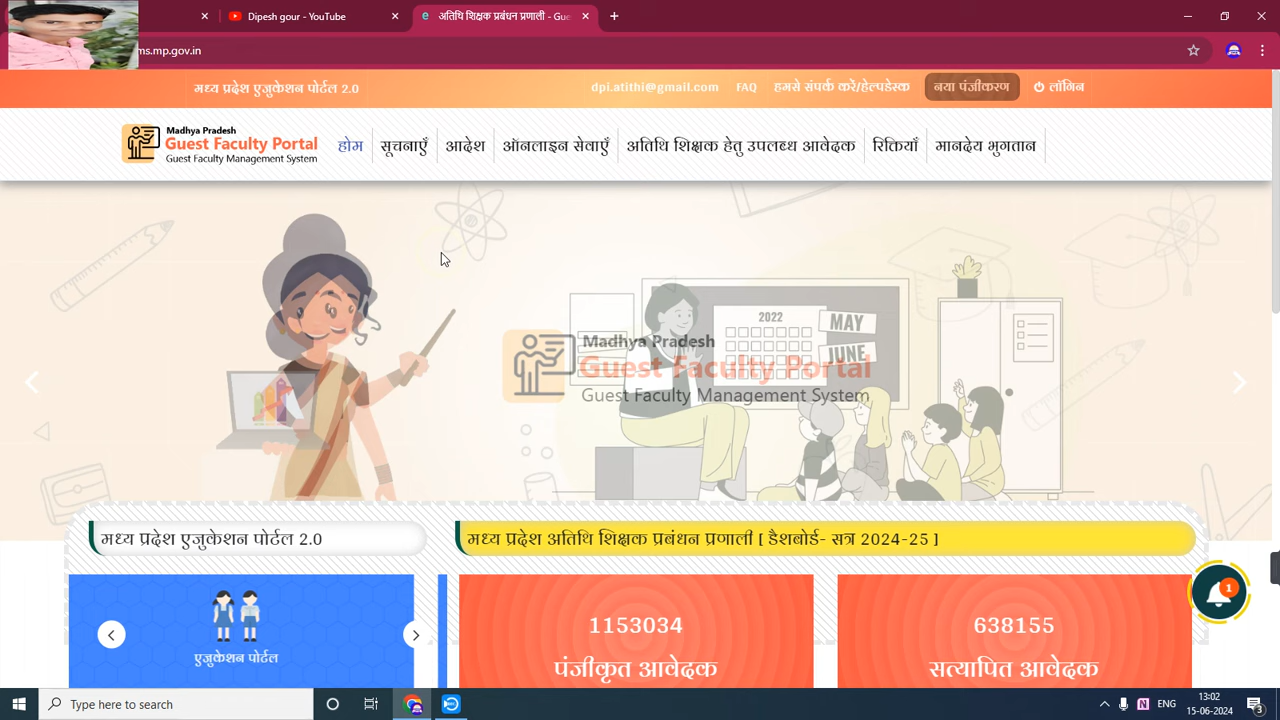 Dipesh gour - YouTube
अतिथि शिक्षक प्रबंधन प्रणाली - Gue
ms.mp.gov.in
मध्य प्रदेश एजुकेशन पोर्टल 2.0
dpi.atithi@gmail.com FAQ हमसे संपर्क करें/हेल्पडेस्क नया पंजीकरण लॉगिन
Madhya Pradesh
Guest Faculty Portal
Guest Faculty Management System
होम सूचनाएँ आदेश ऑनलाइन सेवाएँ अतिथि शिक्षक हेतु उपलब्ध आवेदक रिक्तियाँ मानदेय भुगतान
2022
MAY
JUNE
Madhya Pradesh
Guest Faculty Portal
Guest Faculty Management System
मध्य प्रदेश एजुकेशन पोर्टल 2.0
मध्य प्रदेश अतिथि शिक्षक प्रबंधन प्रणाली [ डैशबोर्ड- सत्र 2024-25 ]
1
एजुकेशन पोर्टल
1153034
पंजीकृत आवेदक
638155
सत्यापित आवेदक
Type here to search
ENG
13:02
15-06-2024
3